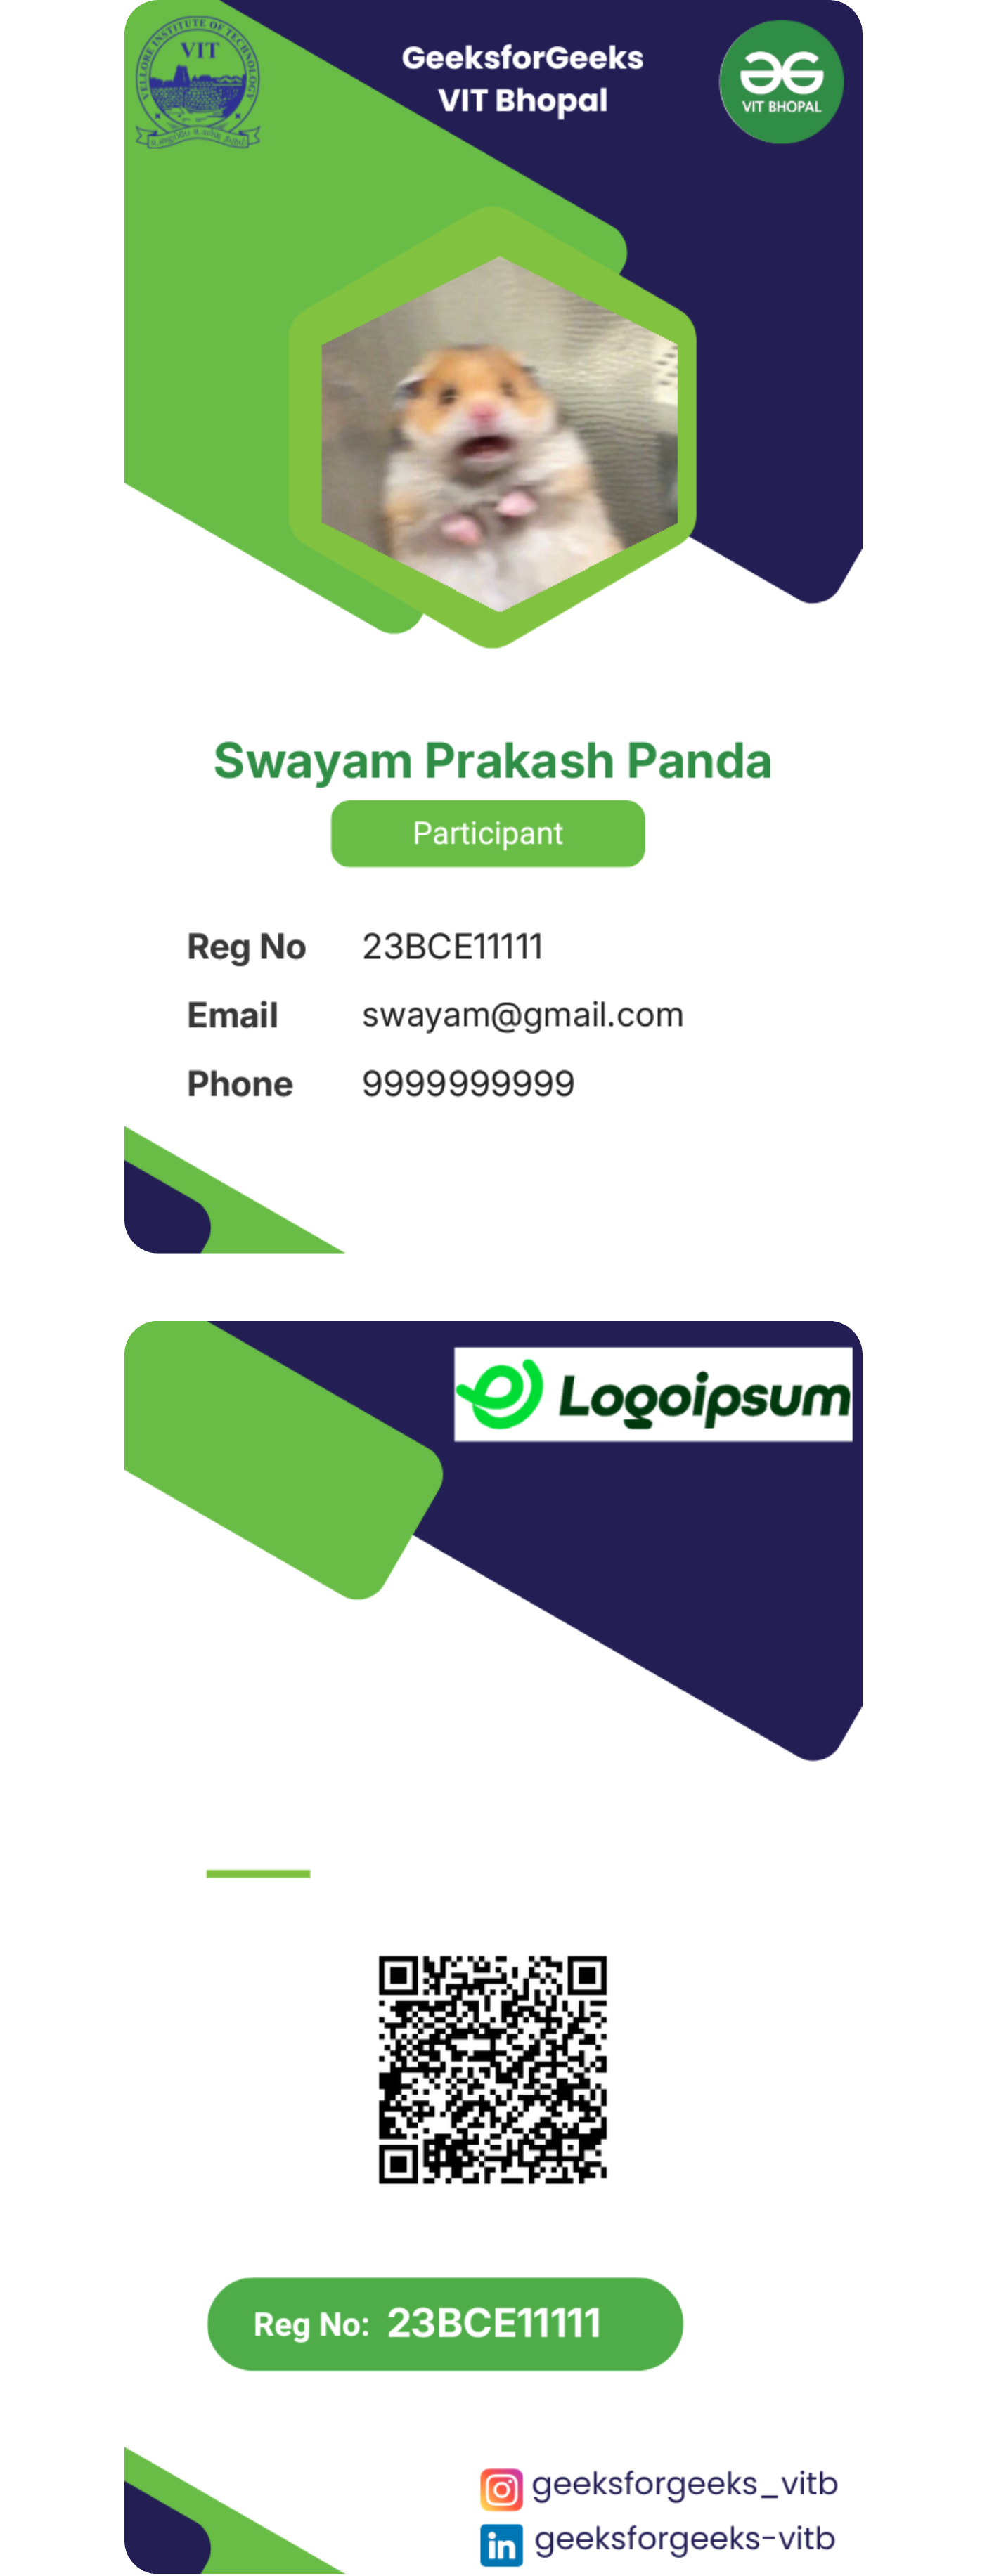 VELLORE INSTITUTE OF TECHNOLOGY
VIT
GeeksforGeeks
VIT Bhopal
VIT BHOPAL
Swayam Prakash Panda
Participant
Reg No 23BCE11111
Email swayam@gmail.com
Phone 9999999999
Logoipsum
Reg No: 23BCE11111
geeksforgeeks_vitb
in
geeksforgeeks-vitb